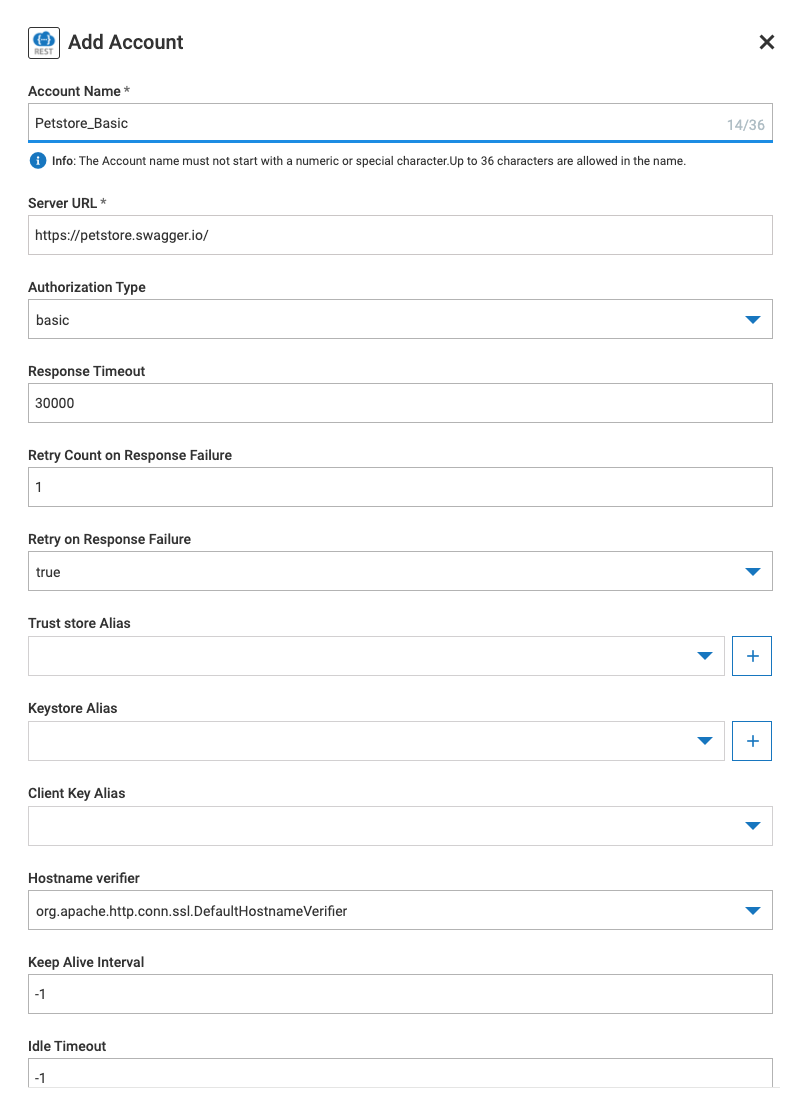 REST
Add Account
Account Name *
Petstore_Basic 14/36
Info: The Account name must not start with a numeric or special character.Up to 36 characters are allowed in the name.
Server URL *
https://petstore.swagger.io/
Authorization Type
basic
Response Timeout
30000
Retry Count on Response Failure
1
Retry on Response Failure
true
Trust store Alias
+
Keystore Alias
+
Client Key Alias
Hostname verifier
org.apache.http.conn.ssl.DefaultHostnameVerifier
Keep Alive Interval
-1
Idle Timeout
-1